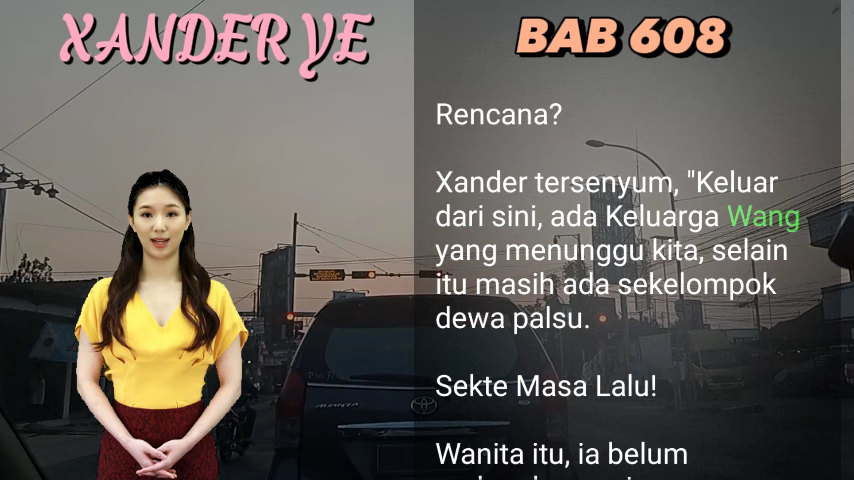 XANDER YE
BAB 608
Rencana?
Xander tersenyum, "Keluar
dari sini, ada Keluarga Wang
yang menunggu kita, selain
itu masih ada sekelompok
dewa palsu.
Sekte Masa Lalu!
Wanita itu, ia belum
AVANZA